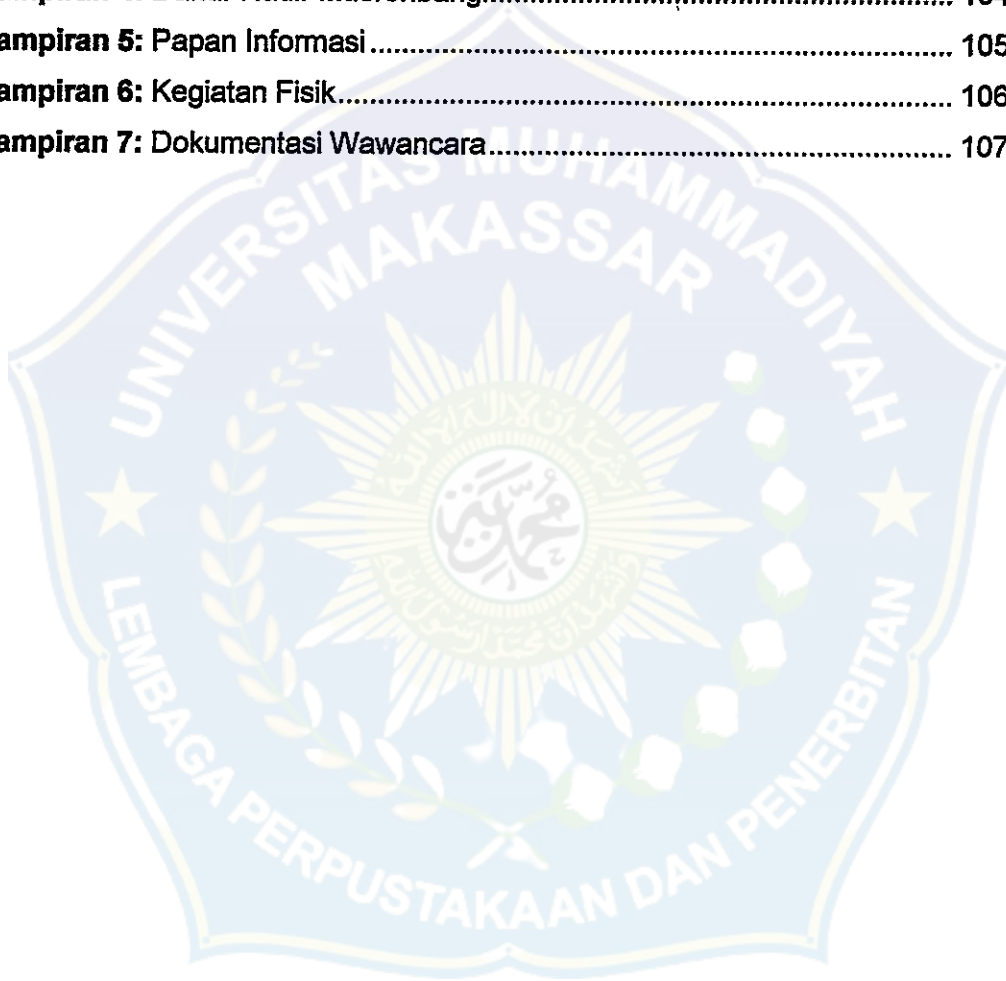 ampiran 5: Papan Informasi ........................................ 105
ampiran 6: Kegiatan Fisik ........................................ 106
ampiran 7: Dokumentasi Wawancara ........................................ 107
UNIVERSITAS MUHAMMADIYAH
MAKASSAR
LEMBAGA PERPUSTAKAAN DAN PENERBITAN